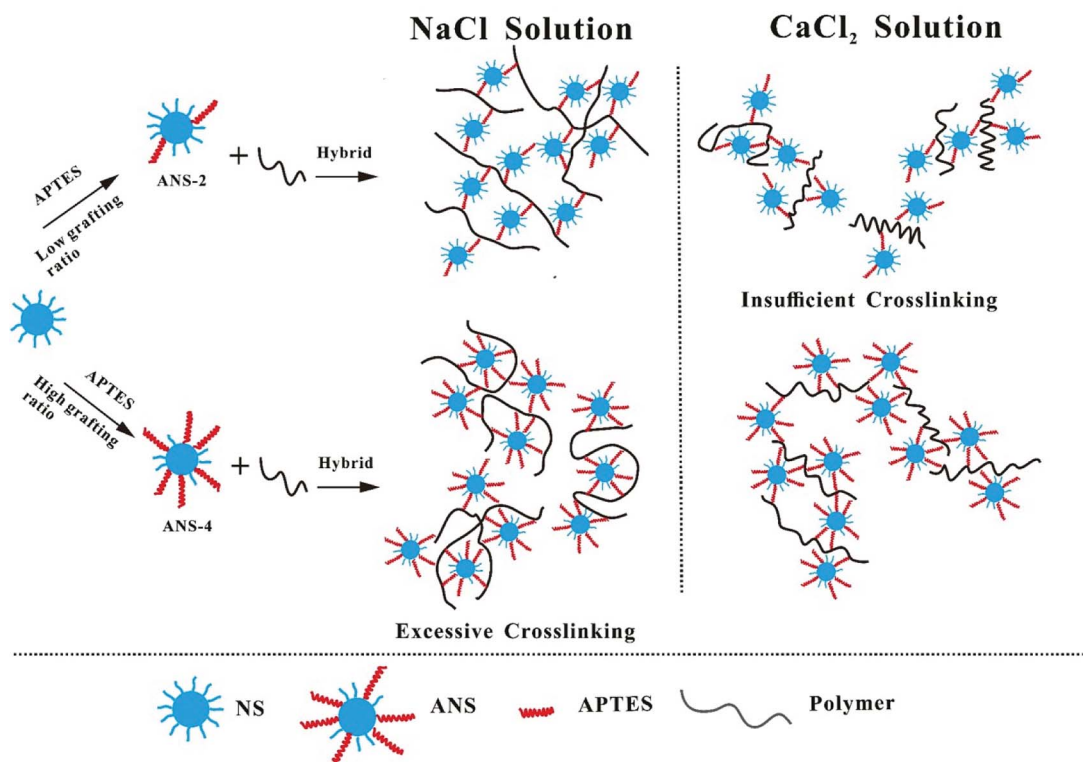 NaCl Solution
CaCl₂ Solution
APTES
Low grafting
ratio
ANS-2
+
Hybrid
Insufficient Crosslinking
APTES
High grafting
ratio
ANS-4
+
Hybrid
Excessive Crosslinking
NS
ANS
APTES
Polymer